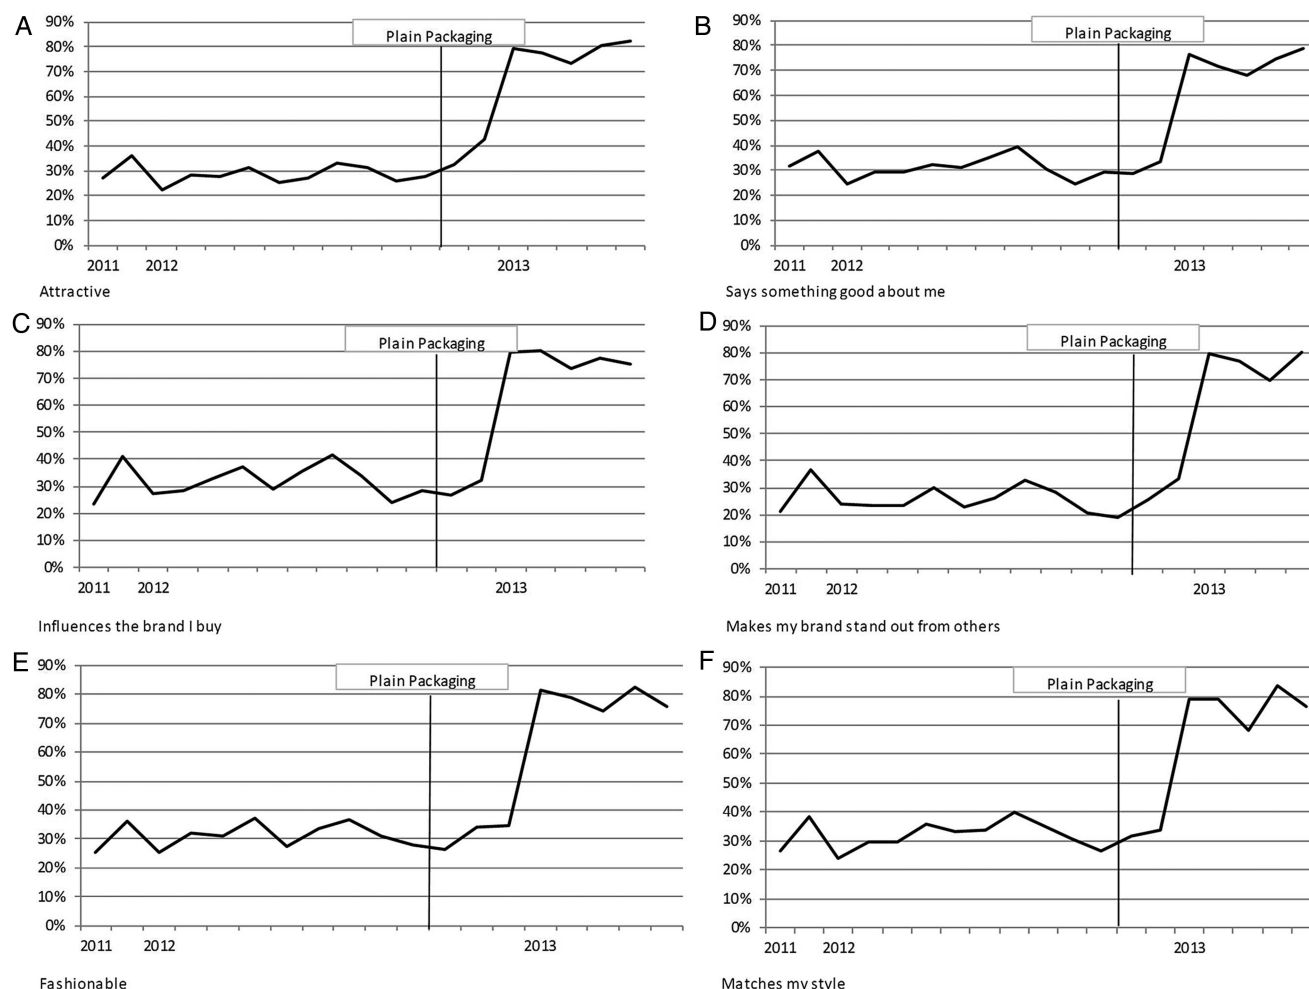 A
90%
80%
70%
60%
50%
40%
30%
20%
10%
0%
Plain Packaging
2011 2012 2013
Attractive
B
90%
80%
70%
60%
50%
40%
30%
20%
10%
0%
Plain Packaging
2011 2012 2013
Says something good about me
C
90%
80%
70%
60%
50%
40%
30%
20%
10%
0%
Plain Packaging
2011 2012 2013
Influences the brand I buy
D
90%
80%
70%
60%
50%
40%
30%
20%
10%
0%
Plain Packaging
2011 2012 2013
Makes my brand stand out from others
E
90%
80%
70%
60%
50%
40%
30%
20%
10%
0%
Plain Packaging
2011 2012 2013
Fashionable
F
90%
80%
70%
60%
50%
40%
30%
20%
10%
0%
Plain Packaging
2011 2012 2013
Matches my style